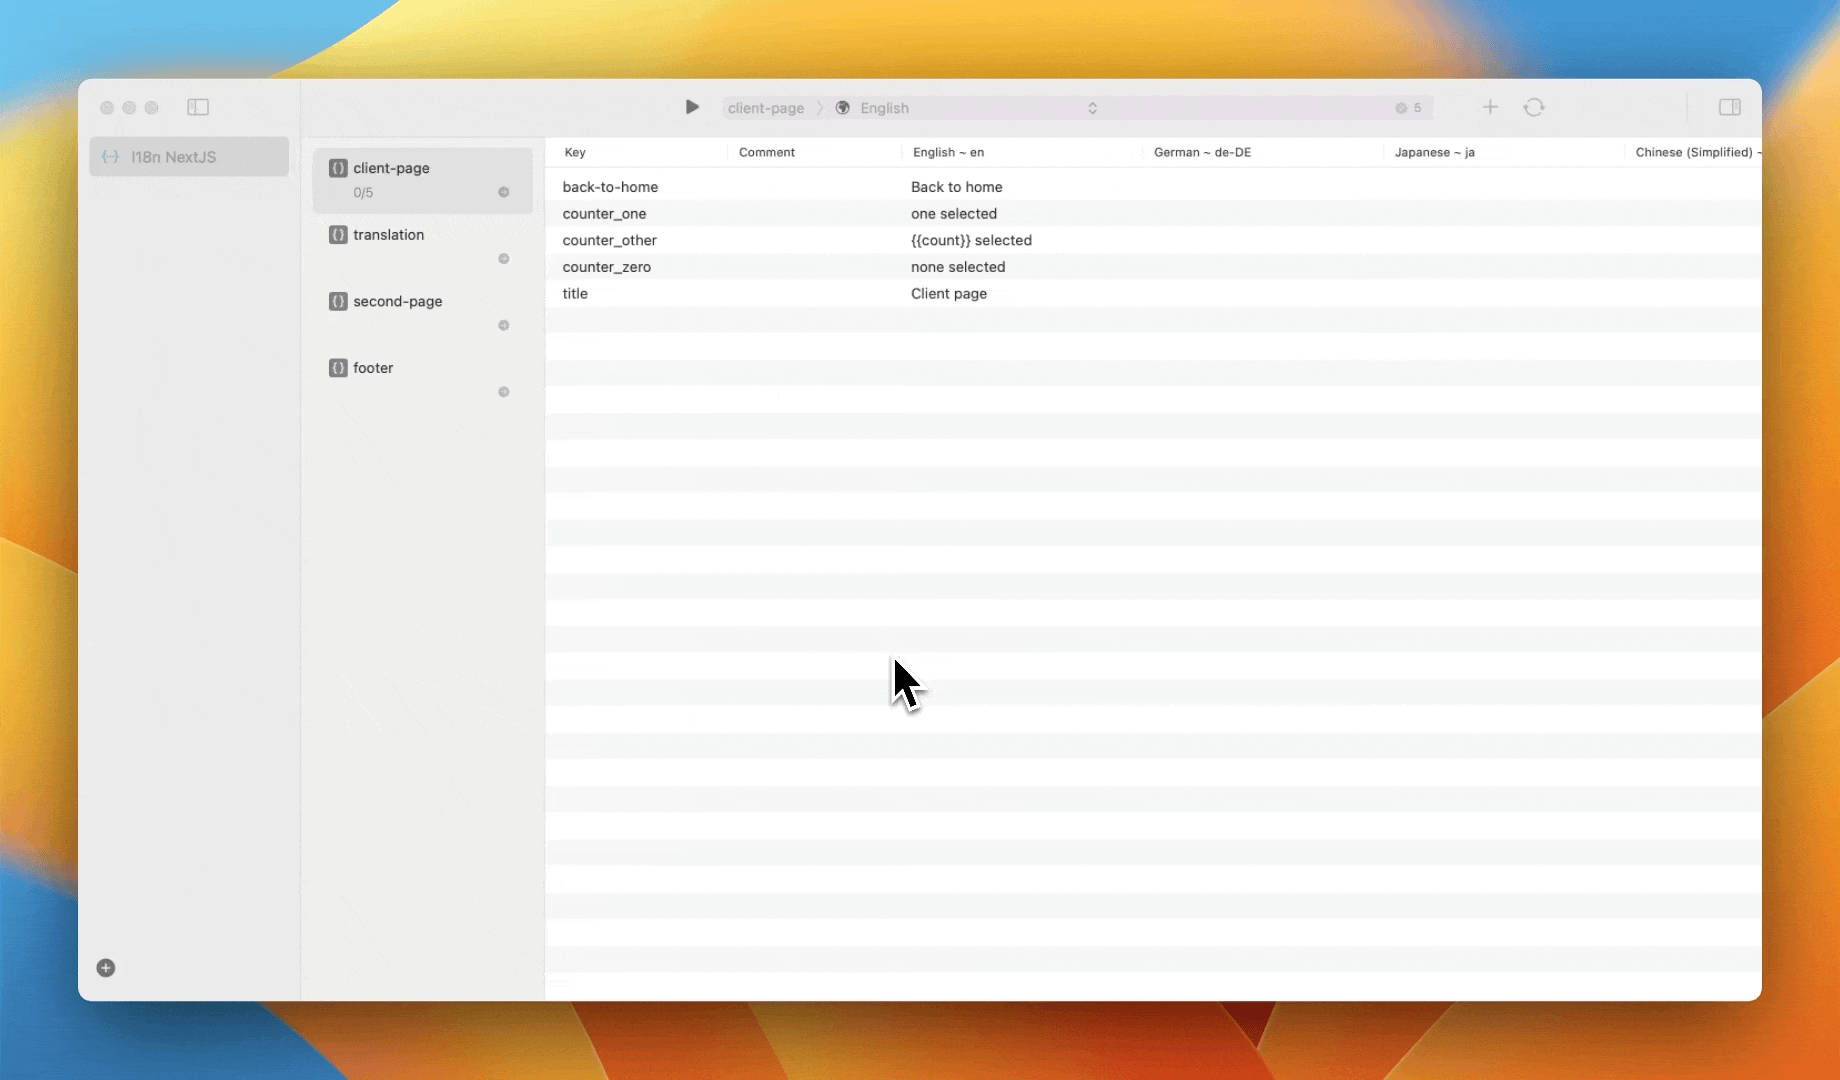 client-page
English
5
I18n NextJS
client-page
0/5
translation
second-page
footer
Key Comment English ~ en German ~ de-DE Japanese ~ ja Chinese (Simplified) ~
back-to-home Back to home
counter_one one selected
counter_other {{count}} selected
counter_zero none selected
title Client page